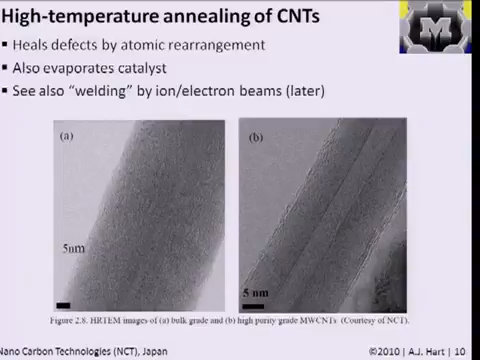 High-temperature annealing of CNTs
M
▪ Heals defects by atomic rearrangement
▪ Also evaporates catalyst
▪ See also “welding” by ion/electron beams (later)
(a)
(b)
5nm
5 nm
Figure 2.8. HRTEM images of (a) bulk grade and (b) high purity grade MWCNTs (Courtesy of NCT).
Nano Carbon Technologies (NCT), Japan
©2010 | A.J. Hart | 10